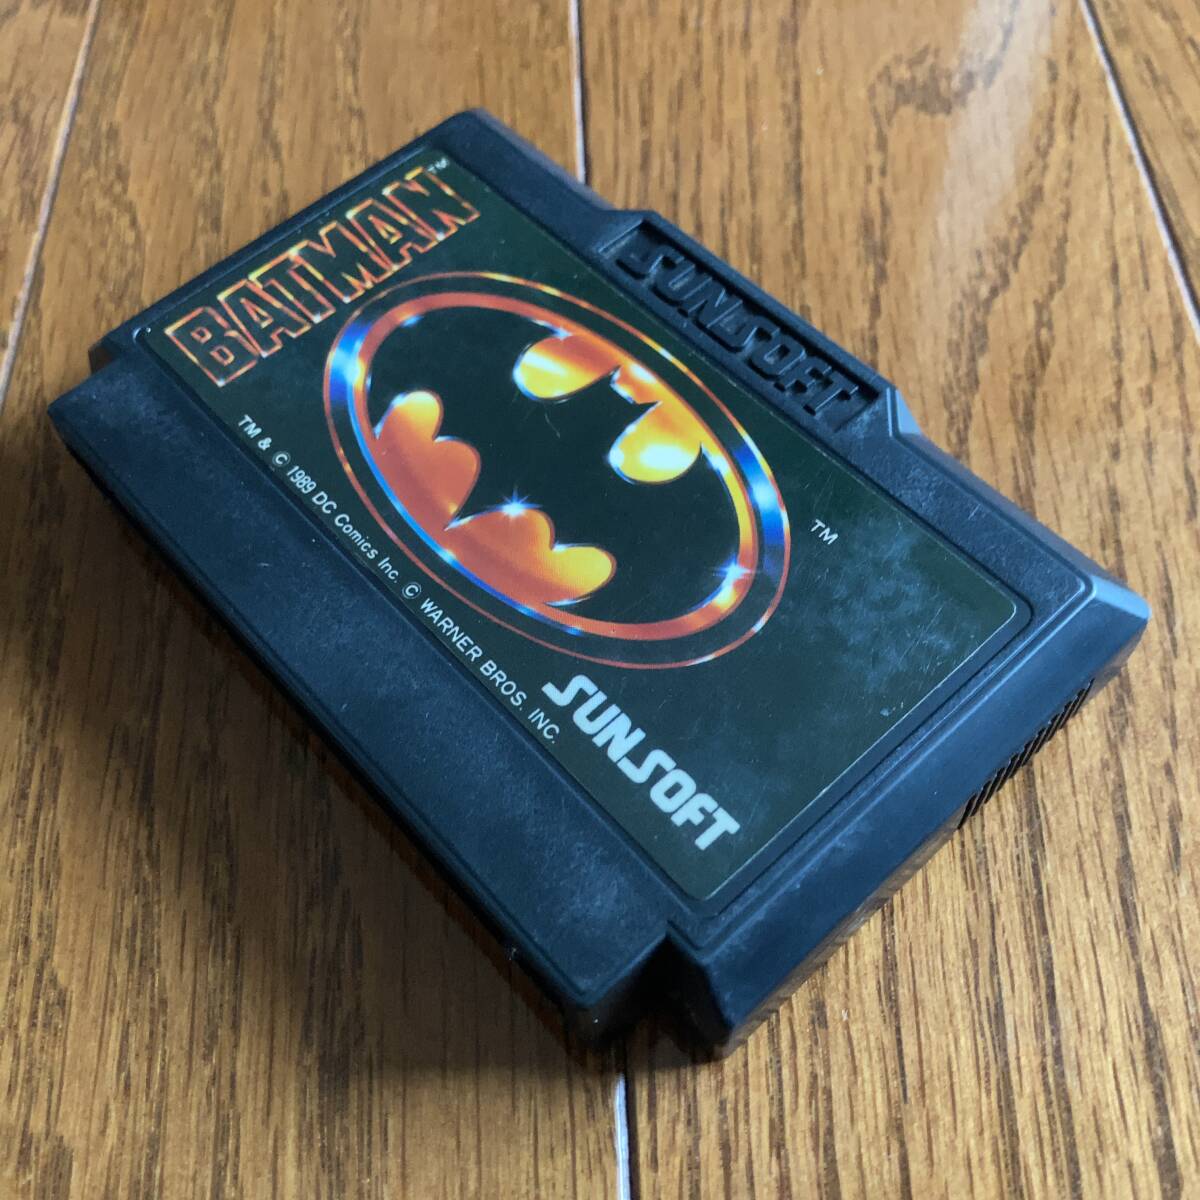 BATMAN™
SUNSOFT
TM
TM & © 1989 DC Comics Inc. © WARNER BROS. INC.
SUNSOFT